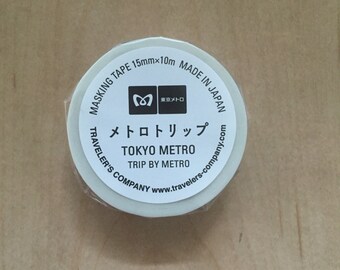 MASKING TAPE 15mm×10m MADE IN JAPAN
東京メトロ
メトロトリップ
TOKYO METRO
TRIP BY METRO
TRAVELER'S COMPANY www.travelers-company.com